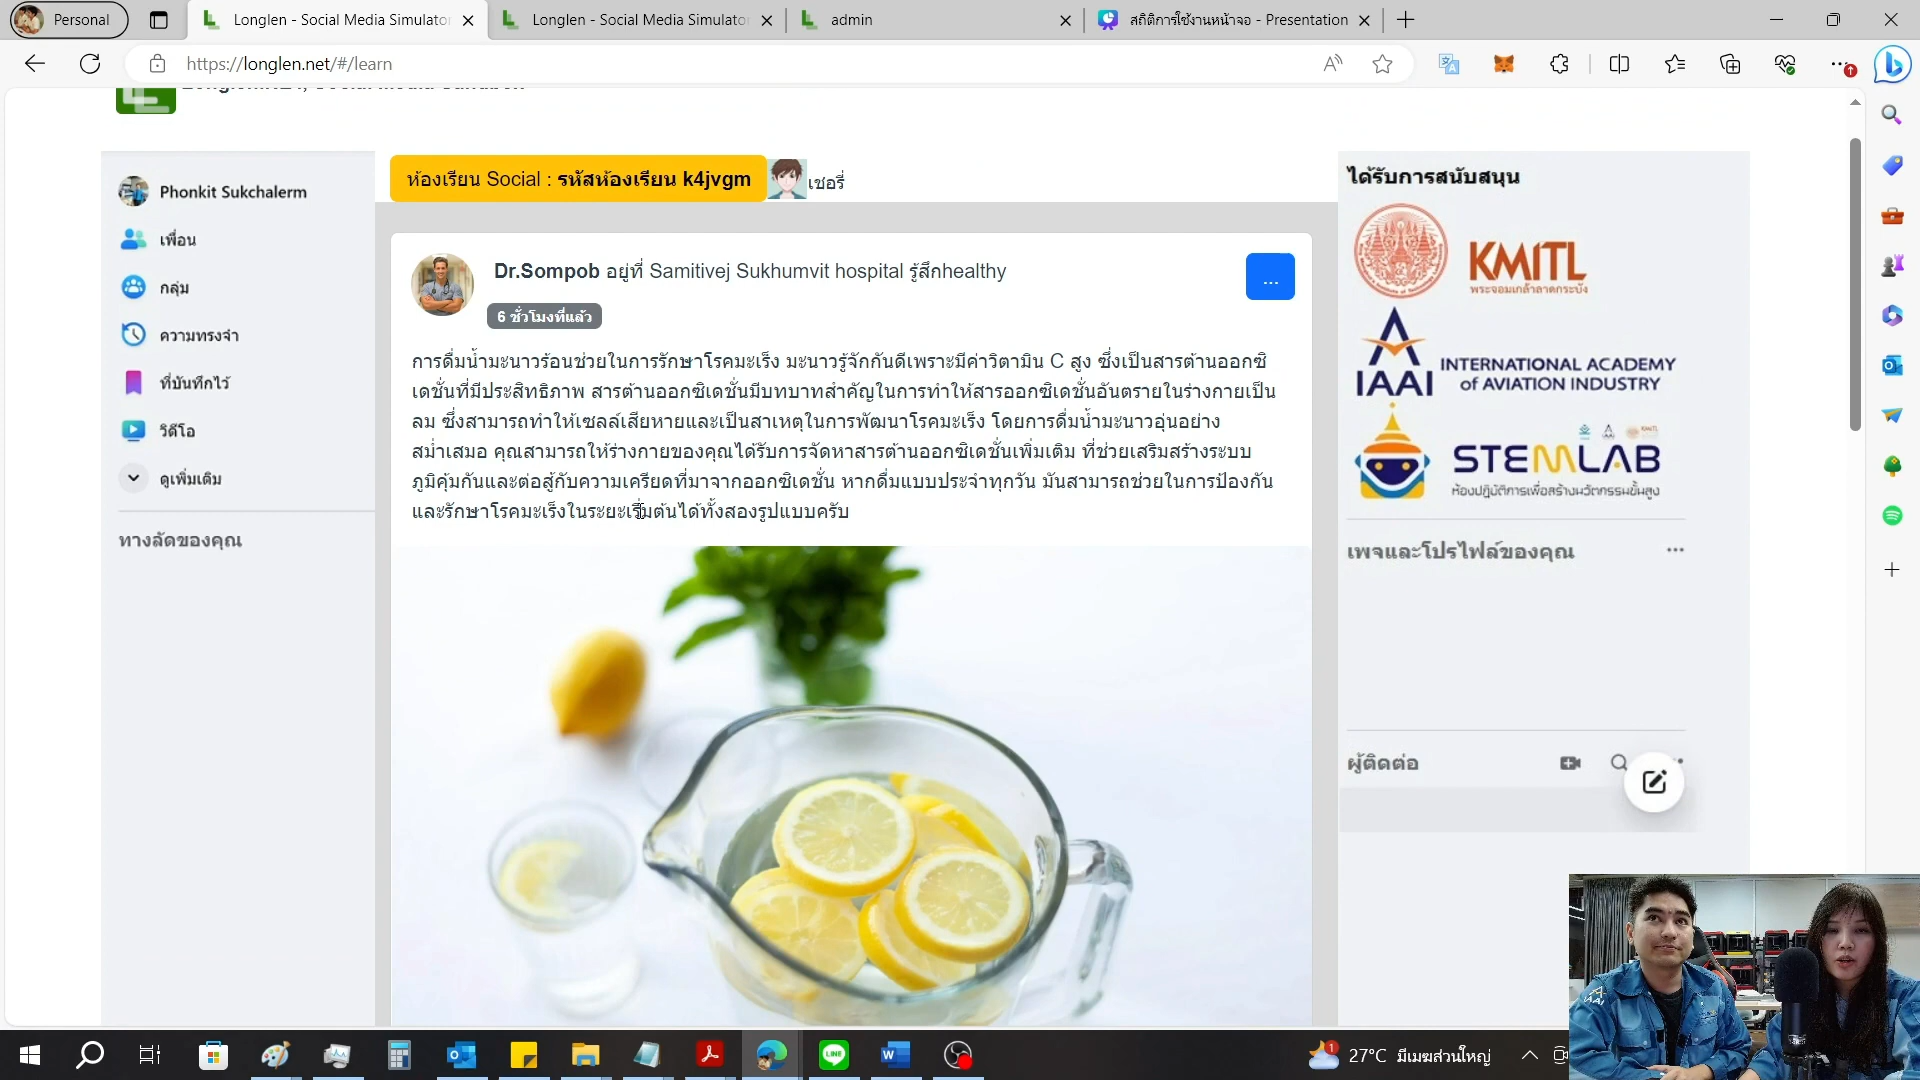 Personal
Longlen - Social Media Simulator
Longlen - Social Media Simulator
admin
สถิติการใช้งานหน้าจอ - Presentation
https://longlen.net/#/learn
ห้องเรียน Social : รหัสห้องเรียน k4jvgm
เชอรี่
Phonkit Sukchalerm
เพื่อน
กลุ่ม
ความทรงจำ
ที่บันทึกไว้
วิดีโอ
ดูเพิ่มเติม
ทางลัดของคุณ
Dr.Sompob อยู่ที่ Samitivej Sukhumvit hospital รู้สึกhealthy
...
6 ชั่วโมงที่แล้ว
การดื่มน้ำมะนาวร้อนช่วยในการรักษาโรคมะเร็ง มะนาวรู้จักกันดีเพราะมีค่าวิตามิน C สูง ซึ่งเป็นสารต้านออกซิ
เดชั่นที่มีประสิทธิภาพ สารต้านออกซิเดชั่นมีบทบาทสำคัญในการทำให้สารออกซิเดชั่นอันตรายในร่างกายเป็น
ลม ซึ่งสามารถทำให้เซลล์เสียหายและเป็นสาเหตุในการพัฒนาโรคมะเร็ง โดยการดื่มน้ำมะนาวอุ่นอย่าง
สม่ำเสมอ คุณสามารถให้ร่างกายของคุณได้รับการจัดหาสารต้านออกซิเดชั่นเพิ่มเติม ที่ช่วยเสริมสร้างระบบ
ภูมิคุ้มกันและต่อสู้กับความเครียดที่มาจากออกซิเดชั่น หากดื่มแบบประจำทุกวัน มันสามารถช่วยในการป้องกัน
และรักษาโรคมะเร็งในระยะเริ่มต้นได้ทั้งสองรูปแบบครับ
ได้รับการสนับสนุน
KMITL
พระจอมเกล้าลาดกระบัง
IAAI
INTERNATIONAL ACADEMY
of AVIATION INDUSTRY
STEMLAB
ห้องปฏิบัติการเพื่อสร้างนวัตกรรมขั้นสูง
เพจและโปรไฟล์ของคุณ
ผู้ติดต่อ
27°C มีเมฆส่วนใหญ่